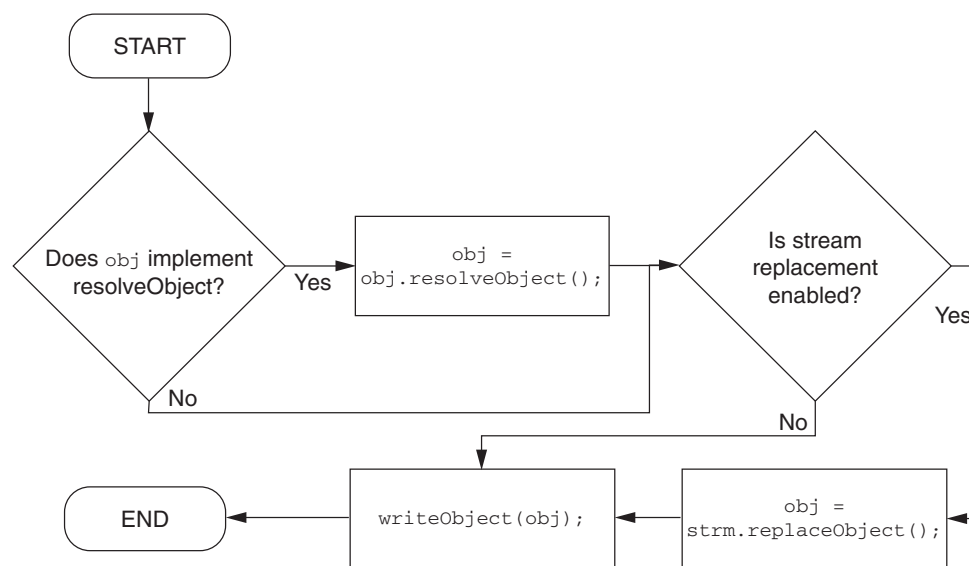 START
Does obj implement
resolveObject?
Yes
obj =
obj.resolveObject();
Is stream
replacement
enabled?
Yes
No
No
END
writeObject(obj);
obj =
strm.replaceObject();